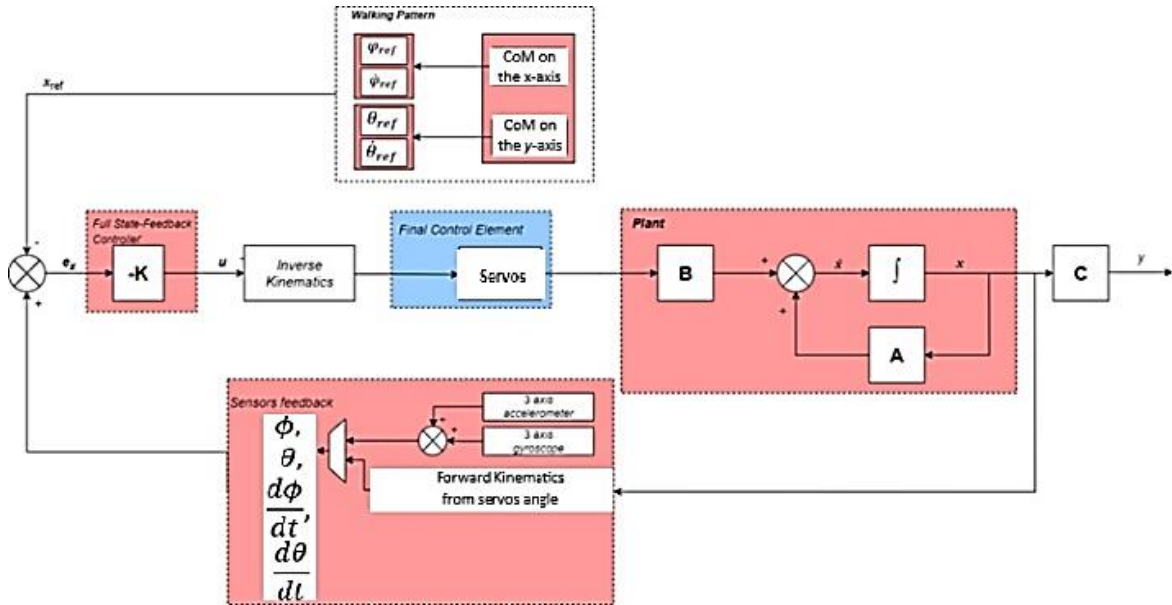 Walking Pattern
φref
φ̇ref
θref
θ̇ref
CoM on
the x-axis
CoM on
the y-axis
xref
-
+
ex
Full State-Feedback
Controller
-K
u
Inverse
Kinematics
Final Control Element
Servos
Plant
B
+
+
ẋ
∫
x
A
C
y
Sensors feedback
ϕ,
θ,
dϕ
dt,
dθ
dt
+
+
3 axis
accelerometer
3 axis
gyroscope
Forward Kinematics
from servos angle